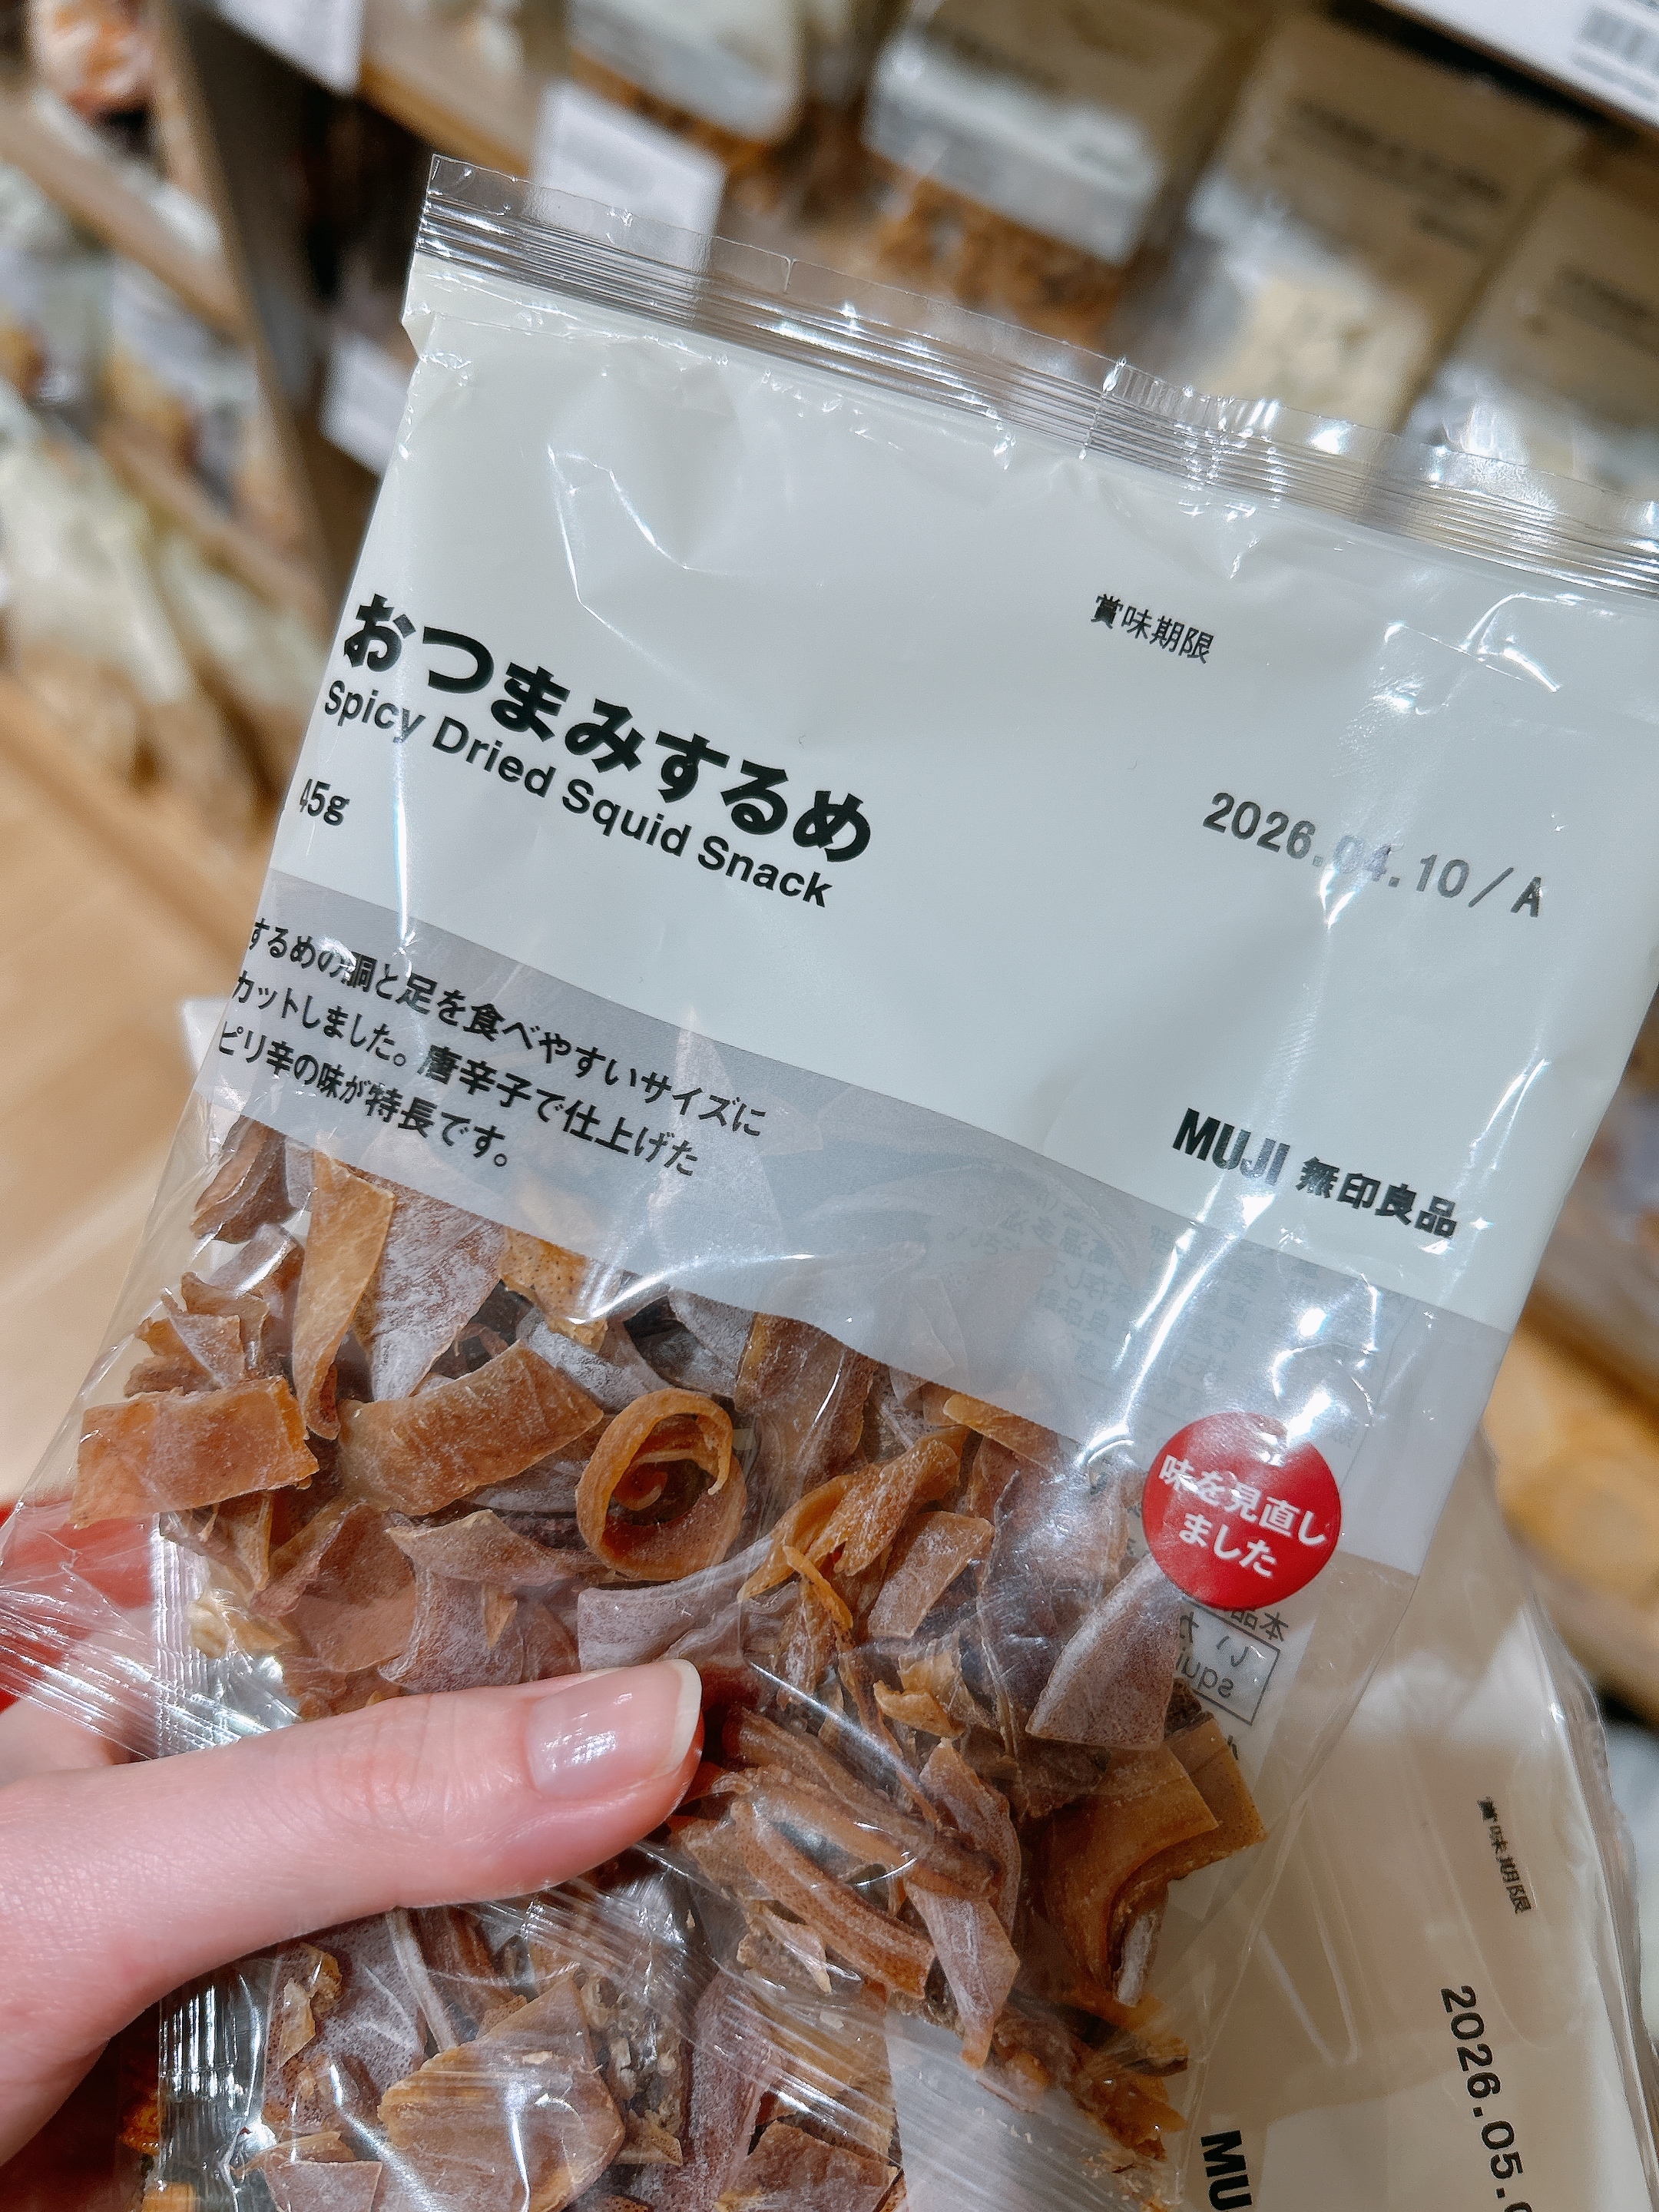 賞味期限
おつまみするめ
Spicy Dried Squid Snack
45g
2026.04.10/A
するめの胴と足を食べやすいサイズに
カットしました。唐辛子で仕上げた
ピリ辛の味が特長です。
MUJI 無印良品
味を見直し
ました
賞味期限
2026.05.
MU